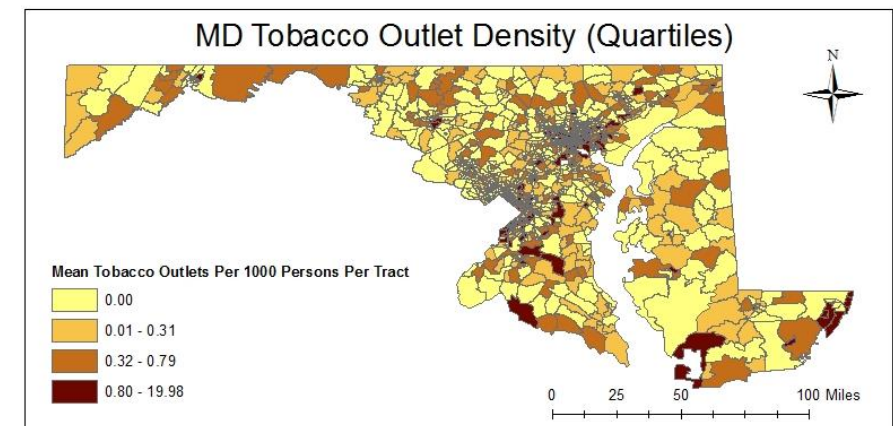 MD Tobacco Outlet Density (Quartiles)
N
Mean Tobacco Outlets Per 1000 Persons Per Tract
0.00
0.01 - 0.31
0.32 - 0.79
0.80 - 19.98
0 25 50 100 Miles